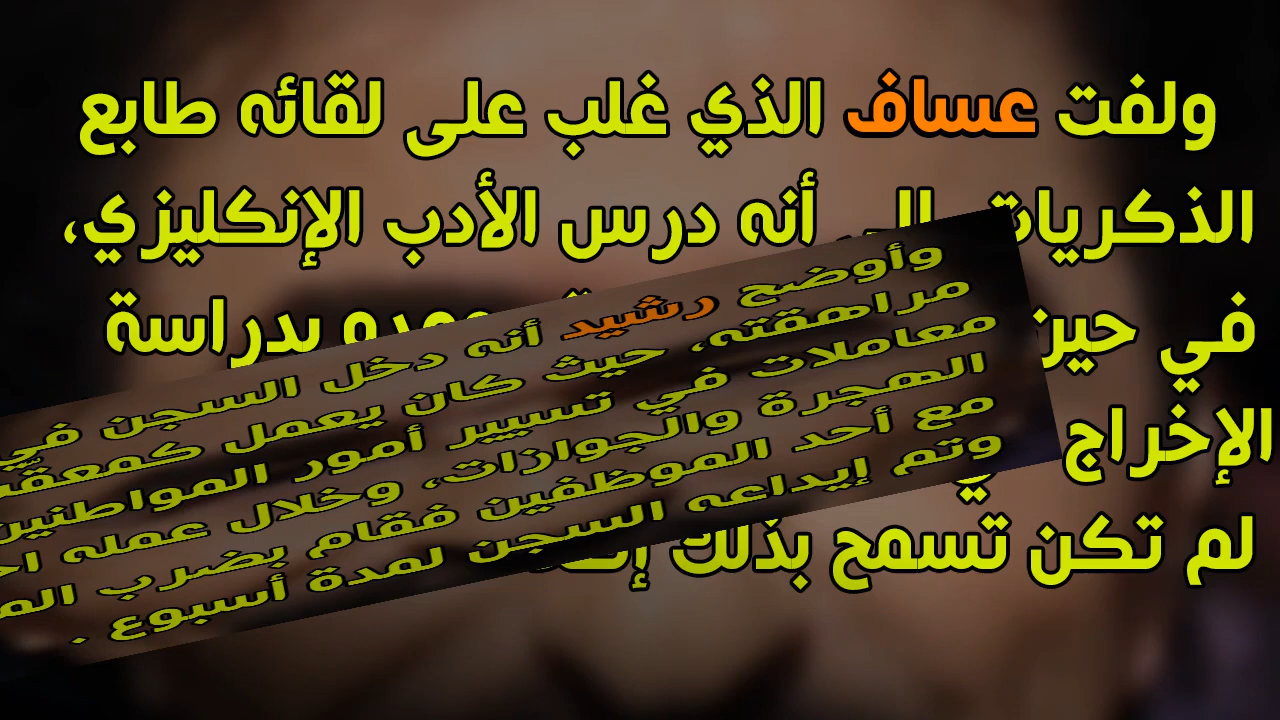 ولفت عساف الذي غلب على لقائه طابع
الذكريات إلى أنه درس الأدب الإنكليزي،
في حين بدراسة
الإخراج
لم تكن تسمح بذلك
وأوضح رشيد أنه دخل السجن في
مراهقته، حيث كان يعمل كمعقب
معاملات في تسيير أمور المواطنين
الهجرة والجوازات، وخلال عمله
مع أحد الموظفين فقام بضرب
وتم إيداعه السجن لمدة أسبوع .